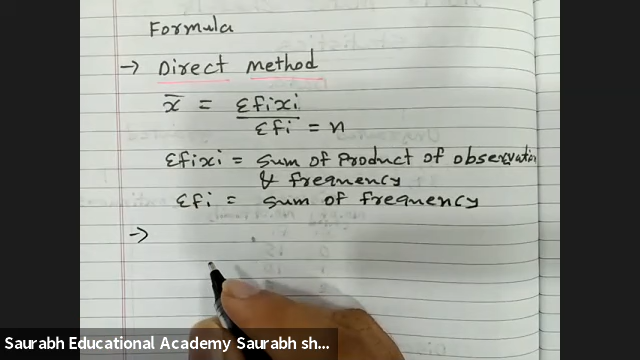 Formula
→ Direct method
x̄ = Σfixi
Σfi = n
Σfixi = sum of product of observation
& frequency
Σfi = sum of frequency
→
Saurabh Educational Academy Saurabh sh...